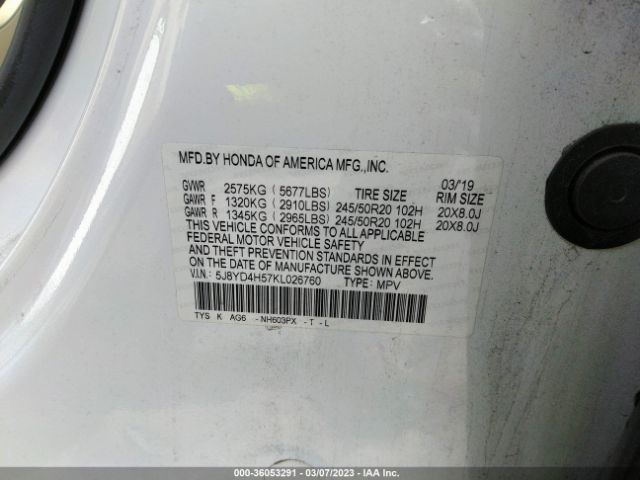 MFD.BY HONDA OF AMERICA MFG.,INC.
03/19
GVWR 2575KG ( 5677LBS) TIRE SIZE RIM SIZE
GAWR F 1320KG ( 2910LBS) 245/50R20 102H 20X8.0J
GAWR R 1345KG ( 2965LBS) 245/50R20 102H 20X8.0J
THIS VEHICLE CONFORMS TO ALL APPLICABLE
FEDERAL MOTOR VEHICLE SAFETY
AND THEFT PREVENTION STANDARDS IN EFFECT
ON THE DATE OF MANUFACTURE SHOWN ABOVE.
V.I.N.: 5J8YD4H57KL026760 TYPE: MPV
TYS K AG6 -NH603PX -T -L
000-36053291 - 03/07/2023 - IAA Inc.